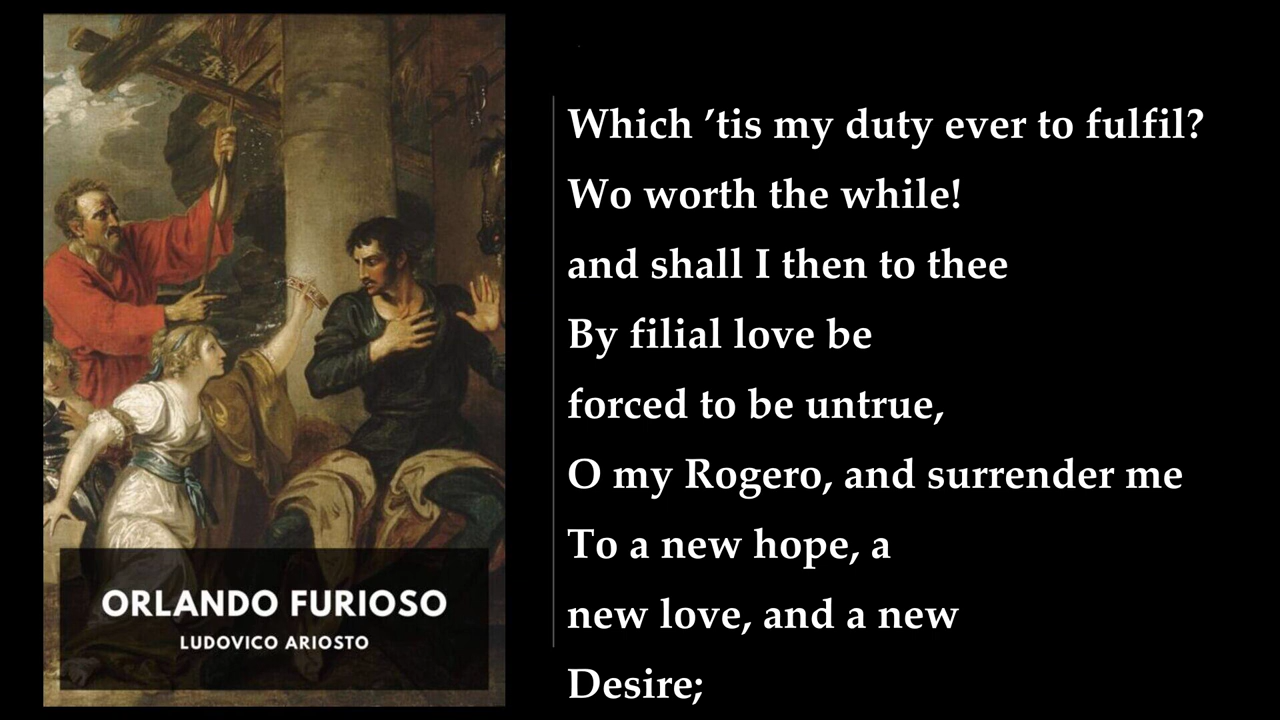 ORLANDO FURIOSO
LUDOVICO ARIOSTO
Which ’tis my duty ever to fulfil?
Wo worth the while!
and shall I then to thee
By filial love be
forced to be untrue,
O my Rogero, and surrender me
To a new hope, a
new love, and a new
Desire;